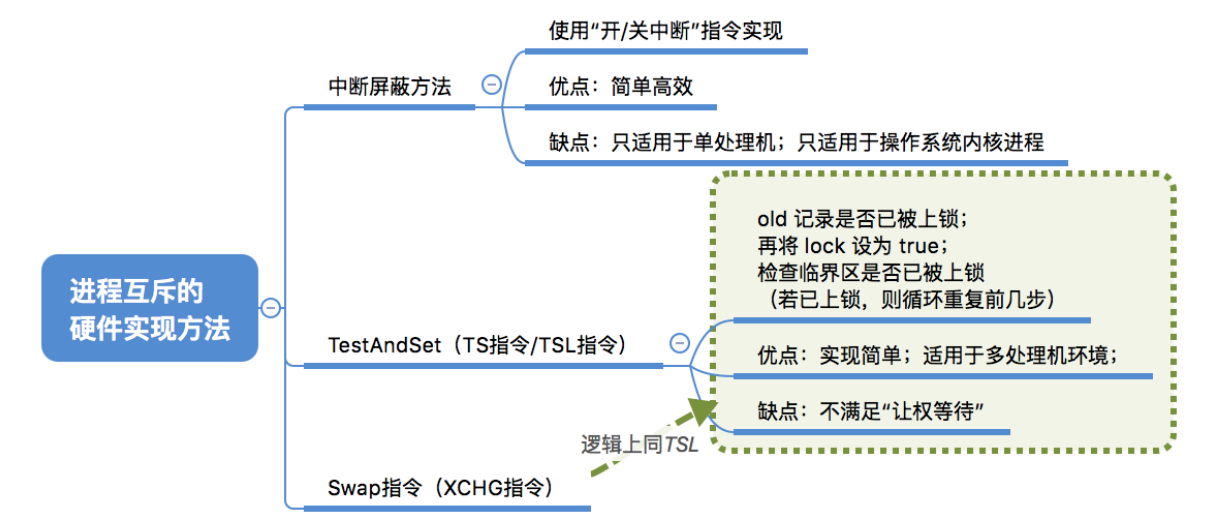 使用“开/关中断”指令实现
中断屏蔽方法
优点：简单高效
缺点：只适用于单处理机；只适用于操作系统内核进程
进程互斥的
硬件实现方法
old 记录是否已被上锁；
再将 lock 设为 true；
检查临界区是否已被上锁
（若已上锁，则循环重复前几步）
TestAndSet（TS指令/TSL指令）
优点：实现简单；适用于多处理机环境；
缺点：不满足“让权等待”
逻辑上同TSL
Swap指令（XCHG指令）